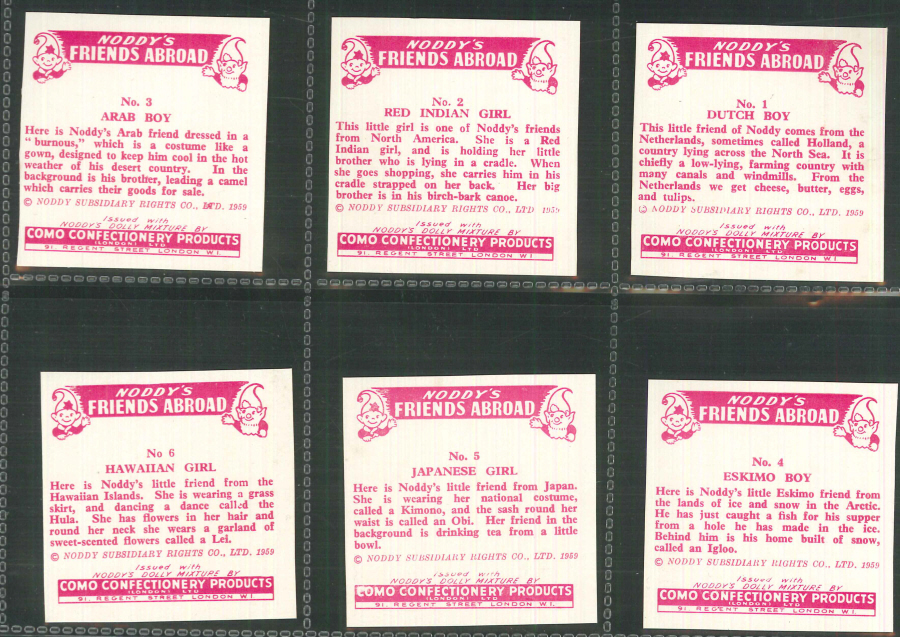 NODDY'S
FRIENDS ABROAD
No. 3
ARAB BOY
Here is Noddy's Arab friend dressed in a
"burnous," which is a costume like a
gown, designed to keep him cool in the hot
weather of his desert country. In the
background is his brother, leading a camel
which carries their goods for sale.
© NODDY SUBSIDIARY RIGHTS CO., LTD. 1959
Issued with
NODDY'S DOLLY MIXTURE BY
COMO CONFECTIONERY PRODUCTS
(LONDON) LTD
91, REGENT STREET LONDON W1.
NODDY'S
FRIENDS ABROAD
No. 2
RED INDIAN GIRL
This little girl is one of Noddy's friends
from North America. She is a Red
Indian girl, and is holding her little
brother who is lying in a cradle. When
she goes shopping, she carries him in his
cradle strapped on her back. Her big
brother is in his birch-bark canoe.
© NODDY SUBSIDIARY RIGHTS CO., LTD 1959
Issued with
NODDY'S DOLLY MIXTURE BY
COMO CONFECTIONERY PRODUCTS
(LONDON) LTD
91, REGENT STREET LONDON W1.
NODDY'S
FRIENDS ABROAD
No. 1
DUTCH BOY
This little friend of Noddy comes from the
Netherlands, sometimes called Holland, a
country lying across the North Sea. It is
chiefly a low-lying, farming country with
many canals and windmills. From the
Netherlands we get cheese, butter, eggs,
and tulips.
© NODDY SUBSIDIARY RIGHTS CO., LTD. 1959
Issued with
NODDY'S DOLLY MIXTURE BY
COMO CONFECTIONERY PRODUCTS
(LONDON) LTD
91, REGENT STREET LONDON W1
NODDY'S
FRIENDS ABROAD
No 6
HAWAIIAN GIRL
Here is Noddy's little friend from the
Hawaiian Islands. She is wearing a grass
skirt, and dancing a dance called the
Hula. She has flowers in her hair and
round her neck she wears a garland of
sweet-scented flowers called a Lei.
© NODDY SUBSIDIARY RIGHTS CO., LTD. 1959
Issued with
NODDY'S DOLLY MIXTURE BY
COMO CONFECTIONERY PRODUCTS
(LONDON) LTD
91, REGENT STREET LONDON W1.
NODDY'S
FRIENDS ABROAD
No. 5
JAPANESE GIRL
Here is Noddy's little friend from Japan.
She is wearing her national costume,
called a Kimono, and the sash round her
waist is called an Obi. Her friend in the
background is drinking tea from a little
bowl.
© NODDY SUBSIDIARY RIGHTS CO., LTD. 1959
Issued with
NODDY'S DOLLY MIXTURE BY
COMO CONFECTIONERY PRODUCTS
(LONDON) LTD
91, REGENT STREET LONDON W1.
NODDY'S
FRIENDS ABROAD
No. 4
ESKIMO BOY
Here is Noddy's little Eskimo friend from
the lands of ice and snow in the Arctic.
He has just caught a fish for his supper
from a hole he has made in the ice.
Behind him is his home built of snow,
called an Igloo.
© NODDY SUBSIDIARY RIGHTS CO., LTD. 1959
Issued with
NODDY'S DOLLY MIXTURE BY
COMO CONFECTIONERY PRODUCTS
(LONDON) LTD
91, REGENT STREET LONDON W1.